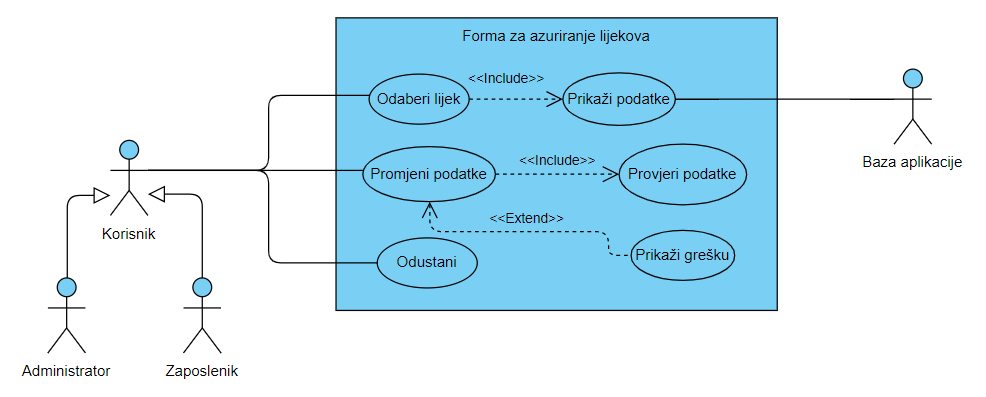 Forma za azuriranje lijekova
<<Include>>
Odaberi lijek
Prikaži podatke
Baza aplikacije
<<Include>>
Promjeni podatke
Provjeri podatke
<<Extend>>
Korisnik
Prikaži grešku
Odustani
Administrator
Zaposlenik